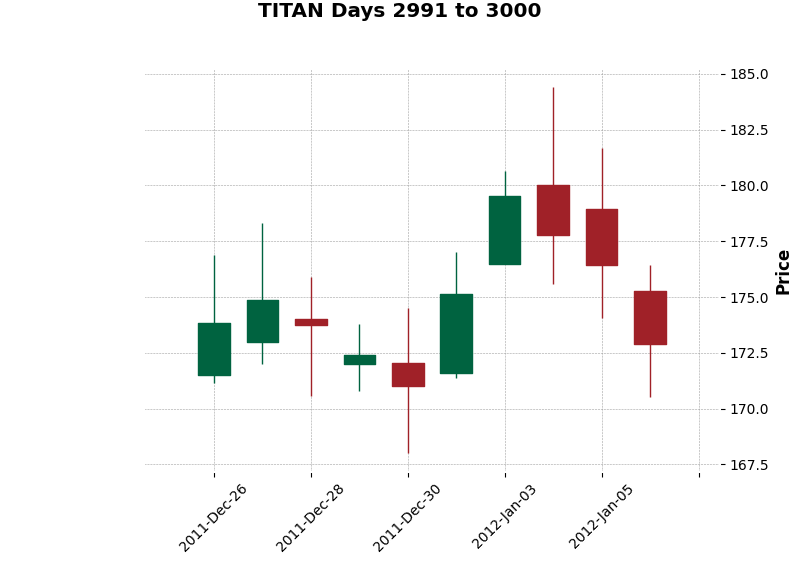 TITAN Days 2991 to 3000
185.0
182.5
180.0
177.5
175.0
172.5
170.0
167.5
Price
2011-Dec-26
2011-Dec-28
2011-Dec-30
2012-Jan-03
2012-Jan-05